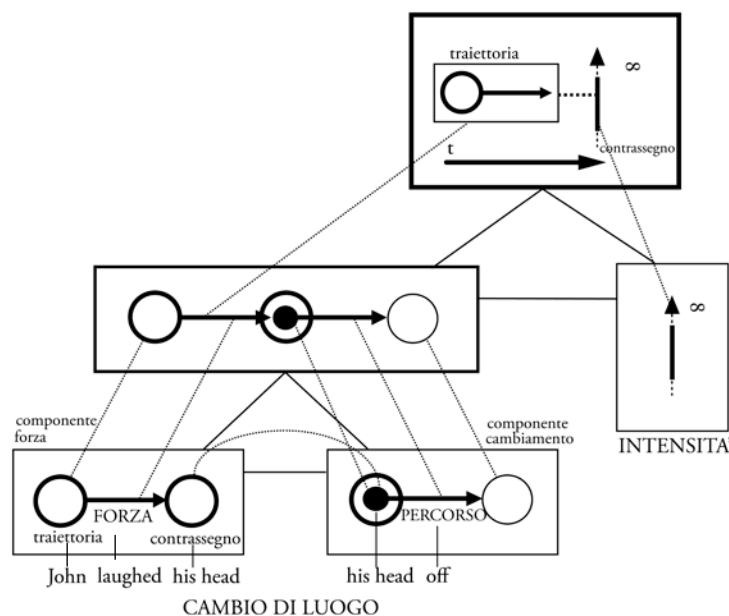 traiettoria
∞
contrassegno
t
∞
componente
forza
componente
cambiamento
INTENSITA'
FORZA
PERCORSO
traiettoria
contrassegno
John laughed his head
his head off
CAMBIO DI LUOGO